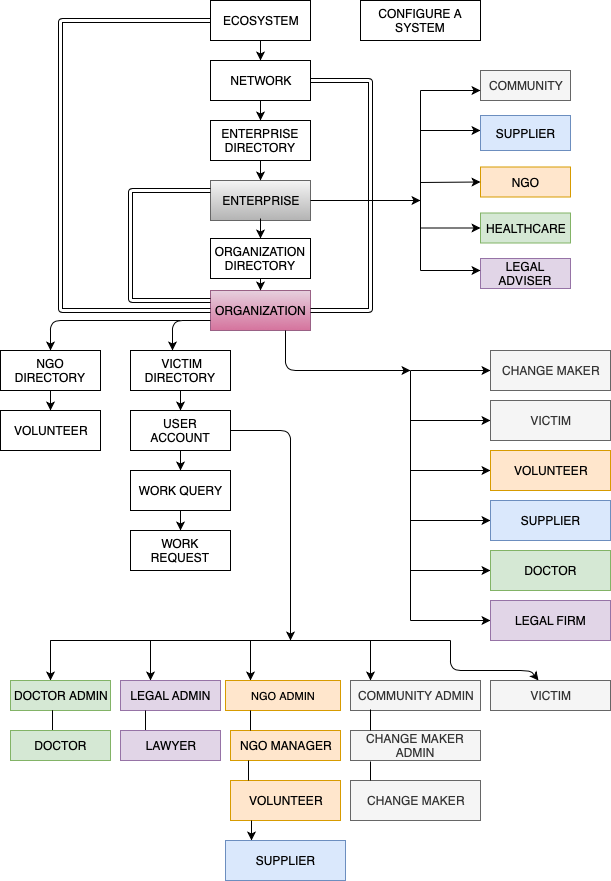 ECOSYSTEM
CONFIGURE A
SYSTEM
NETWORK
COMMUNITY
ENTERPRISE
DIRECTORY
SUPPLIER
ENTERPRISE
NGO
HEALTHCARE
ORGANIZATION
DIRECTORY
LEGAL
ADVISER
ORGANIZATION
NGO
DIRECTORY
VICTIM
DIRECTORY
CHANGE MAKER
VOLUNTEER
USER
ACCOUNT
VICTIM
WORK QUERY
VOLUNTEER
WORK
REQUEST
SUPPLIER
DOCTOR
LEGAL FIRM
DOCTOR ADMIN
LEGAL ADMIN
NGO ADMIN
COMMUNITY ADMIN
VICTIM
DOCTOR
LAWYER
NGO MANAGER
CHANGE MAKER
ADMIN
VOLUNTEER
CHANGE MAKER
SUPPLIER